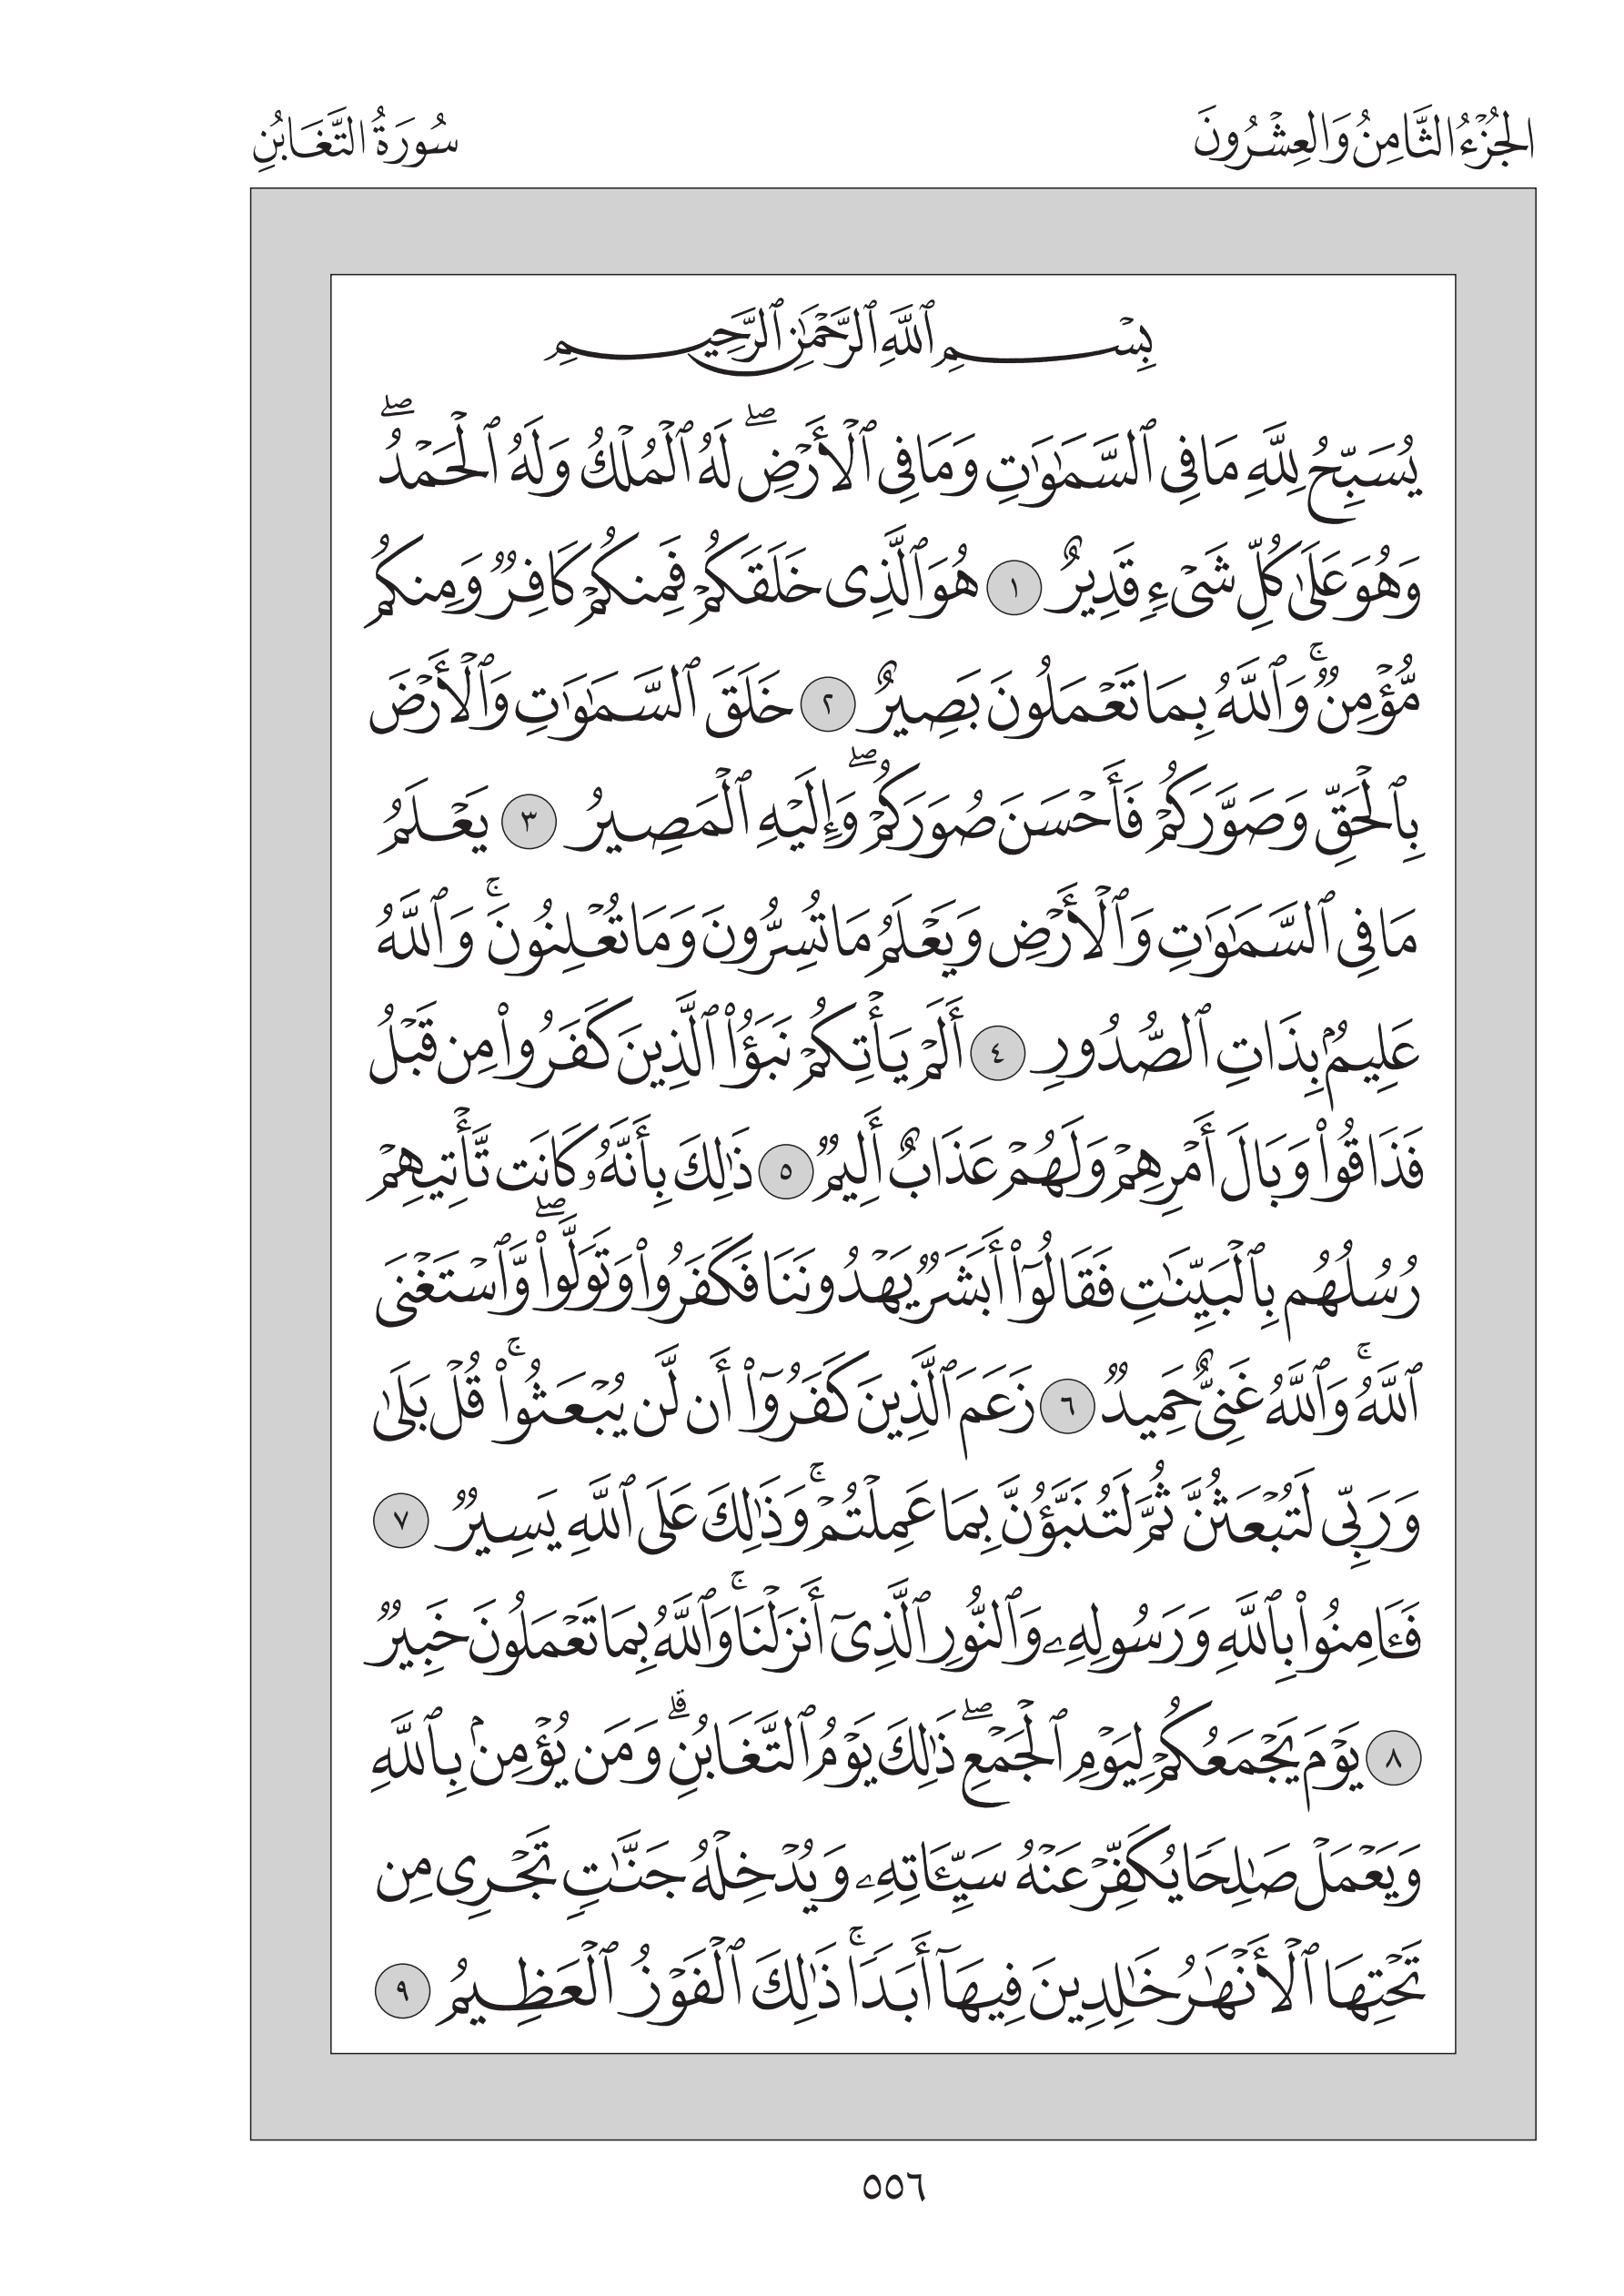 الجُزْءُ الثَّامِنُ وَالعِشْرُونَ
سُورَةُ التَّغَابُنِ
بِسْمِ ٱللَّهِ ٱلرَّحْمَٰنِ ٱلرَّحِيمِ
يُسَبِّحُ لِلَّهِ مَا فِى ٱلسَّمَٰوَٰتِ وَمَا فِى ٱلْأَرْضِۖ لَهُ ٱلْمُلْكُ وَلَهُ ٱلْحَمْدُۖ
وَهُوَ عَلَىٰ كُلِّ شَىْءٍ قَدِيرٌ ١ هُوَ ٱلَّذِى خَلَقَكُمْ فَمِنكُمْ كَافِرٌ وَمِنكُم
مُّؤْمِنٌۚ وَٱللَّهُ بِمَا تَعْمَلُونَ بَصِيرٌ ٢ خَلَقَ ٱلسَّمَٰوَٰتِ وَٱلْأَرْضَ
بِٱلْحَقِّ وَصَوَّرَكُمْ فَأَحْسَنَ صُوَرَكُمْۖ وَإِلَيْهِ ٱلْمَصِيرُ ٣ يَعْلَمُ
مَا فِى ٱلسَّمَٰوَٰتِ وَٱلْأَرْضِ وَيَعْلَمُ مَا تُسِرُّونَ وَمَا تُعْلِنُونَۚ وَٱللَّهُ
عَلِيمٌۢ بِذَاتِ ٱلصُّدُورِ ٤ أَلَمْ يَأْتِكُمْ نَبَؤُا۟ ٱلَّذِينَ كَفَرُوا۟ مِن قَبْلُ
فَذَاقُوا۟ وَبَالَ أَمْرِهِمْ وَلَهُمْ عَذَابٌ أَلِيمٌ ٥ ذَٰلِكَ بِأَنَّهُۥ كَانَت تَّأْتِيهِمْ
رُسُلُهُم بِٱلْبَيِّنَٰتِ فَقَالُوٓا۟ أَبَشَرٌ يَهْدُونَنَا فَكَفَرُوا۟ وَتَوَلَّوا۟ۖ وَّٱسْتَغْنَى
ٱللَّهُۚ وَٱللَّهُ غَنِىٌّ حَمِيدٌ ٦ زَعَمَ ٱلَّذِينَ كَفَرُوٓا۟ أَن لَّن يُبْعَثُوا۟ۚ قُلْ بَلَىٰ
وَرَبِّى لَتُبْعَثُنَّ ثُمَّ لَتُنَبَّؤُنَّ بِمَا عَمِلْتُمْۚ وَذَٰلِكَ عَلَى ٱللَّهِ يَسِيرٌ ٧
فَـَٔامِنُوا۟ بِٱللَّهِ وَرَسُولِهِۦ وَٱلنُّورِ ٱلَّذِىٓ أَنزَلْنَاۚ وَٱللَّهُ بِمَا تَعْمَلُونَ خَبِيرٌ
٨ يَوْمَ يَجْمَعُكُمْ لِيَوْمِ ٱلْجَمْعِۖ ذَٰلِكَ يَوْمُ ٱلتَّغَابُنِۗ وَمَن يُؤْمِنۢ بِٱللَّهِ
وَيَعْمَلْ صَٰلِحًا يُكَفِّرْ عَنْهُ سَيِّـَٔاتِهِۦ وَيُدْخِلْهُ جَنَّٰتٍ تَجْرِى مِن
تَحْتِهَا ٱلْأَنْهَٰرُ خَٰلِدِينَ فِيهَآ أَبَدًاۚ ذَٰلِكَ ٱلْفَوْزُ ٱلْعَظِيمُ ٩
٥٥٦